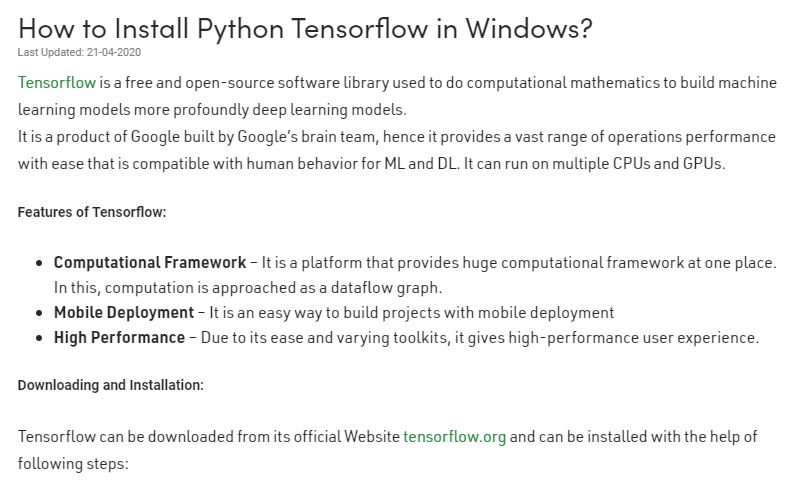 How to Install Python Tensorflow in Windows?
Last Updated: 21-04-2020
Tensorflow is a free and open-source software library used to do computational mathematics to build machine
learning models more profoundly deep learning models.
It is a product of Google built by Google’s brain team, hence it provides a vast range of operations performance
with ease that is compatible with human behavior for ML and DL. It can run on multiple CPUs and GPUs.
Features of Tensorflow:
• Computational Framework – It is a platform that provides huge computational framework at one place.
In this, computation is approached as a dataflow graph.
• Mobile Deployment – It is an easy way to build projects with mobile deployment
• High Performance – Due to its ease and varying toolkits, it gives high-performance user experience.
Downloading and Installation:
Tensorflow can be downloaded from its official Website tensorflow.org and can be installed with the help of
following steps: